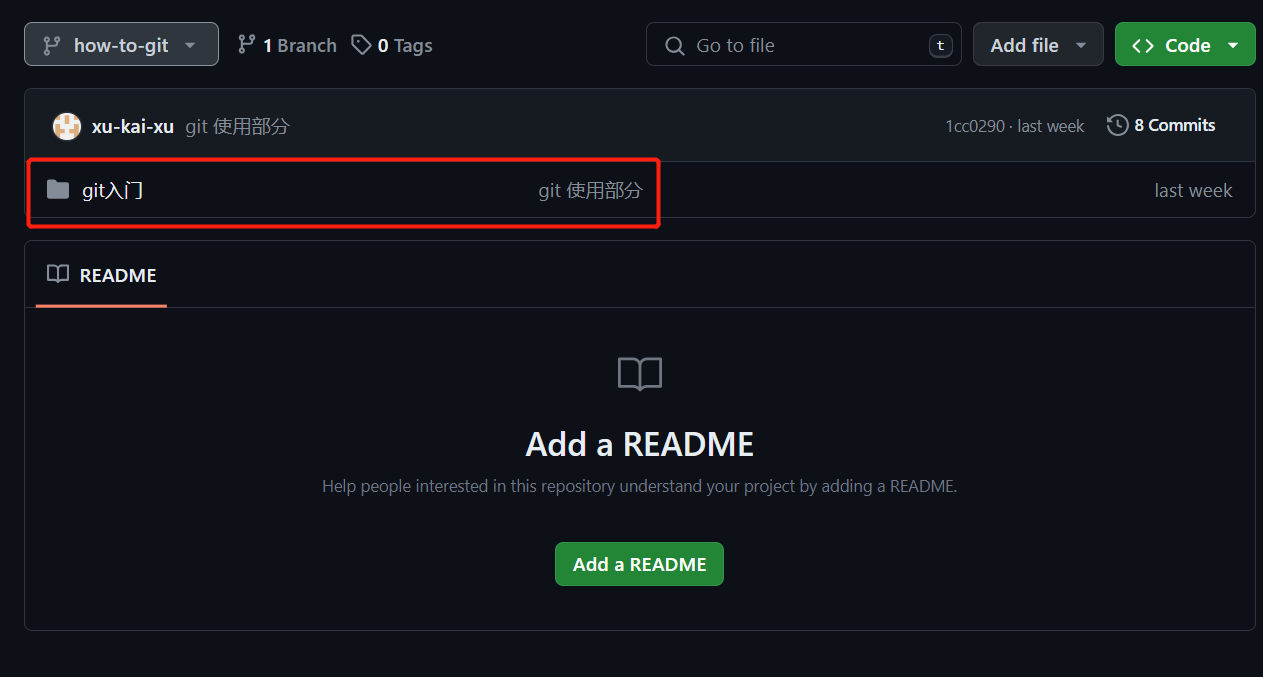 how-to-git 1 Branch 0 Tags Go to file t Add file Code
xu-kai-xu git 使用部分 1cc0290 · last week 8 Commits
git入门 git 使用部分 last week
README
Add a README
Help people interested in this repository understand your project by adding a README.
Add a README